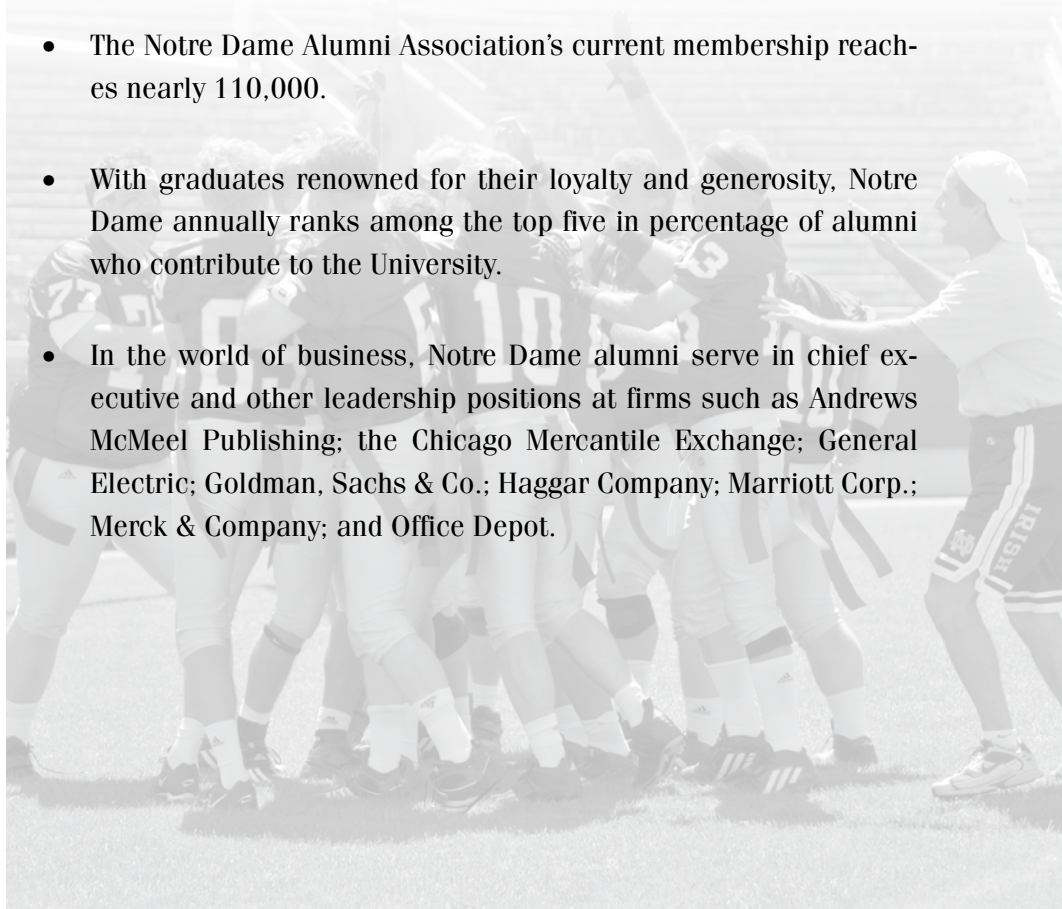 • The Notre Dame Alumni Association's current membership reach-
es nearly 110,000.
• With graduates renowned for their loyalty and generosity, Notre
Dame annually ranks among the top five in percentage of alumni
who contribute to the University.
• In the world of business, Notre Dame alumni serve in chief ex-
ecutive and other leadership positions at firms such as Andrews
McMeel Publishing; the Chicago Mercantile Exchange; General
Electric; Goldman, Sachs & Co.; Haggar Company; Marriott Corp.;
Merck & Company; and Office Depot.
77
10
13
IRISH